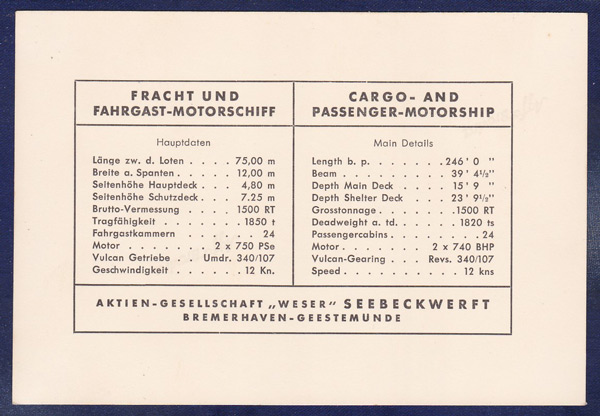 FRACHT UND
FAHRGAST-MOTORSCHIFF
Hauptdaten
Länge zw. d. Loten . . . . 75,00 m
Breite a. Spanten . . . . . 12,00 m
Seitenhöhe Hauptdeck . . . 4,80 m
Seitenhöhe Schutzdeck . . . 7.25 m
Brutto-Vermessung . . . . 1500 RT
Tragfähigkeit . . . . . . . 1850 t
Fahrgastkammern . . . . . 24
Motor . . . . . . 2 x 750 PSe
Vulcan Getriebe . . Umdr. 340/107
Geschwindigkeit . . . . . 12 Kn.
CARGO- AND
PASSENGER-MOTORSHIP
Main Details
Length b. p. . . . . . . . 246' 0 "
Beam . . . . . . . . . 39' 4½"
Depth Main Deck . . . . 15' 9 "
Depth Shelter Deck . . . 23' 9½"
Grosstonnage . . . . . . 1500 RT
Deadweight a. td. . . . . 1820 ts
Passengercabins . . . . . . . 24
Motor . . . . . . . 2 x 740 BHP
Vulcan-Gearing . . Revs. 340/107
Speed . . . . . . . . . 12 kns
AKTIEN-GESELLSCHAFT „WESER" SEEBECKWERFT
BREMERHAVEN-GEESTEMUNDE